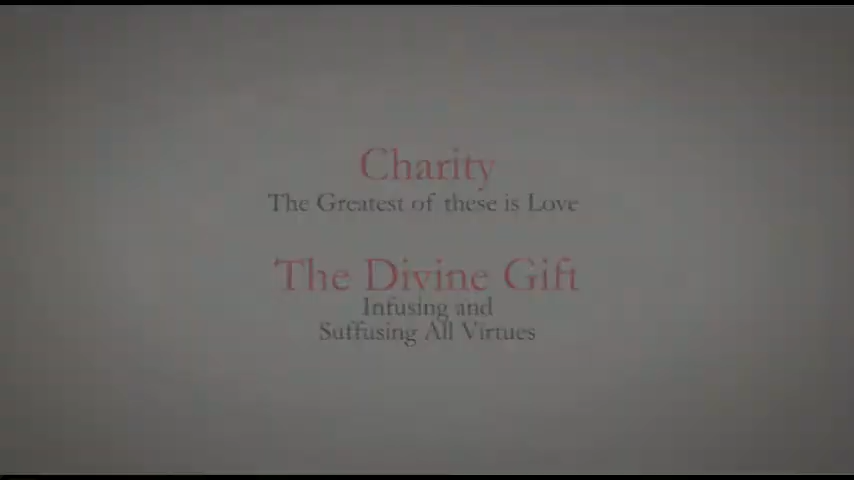 Charity
The Greatest of these is Love
The Divine Gift
Infusing and
Suffusing All Virtues